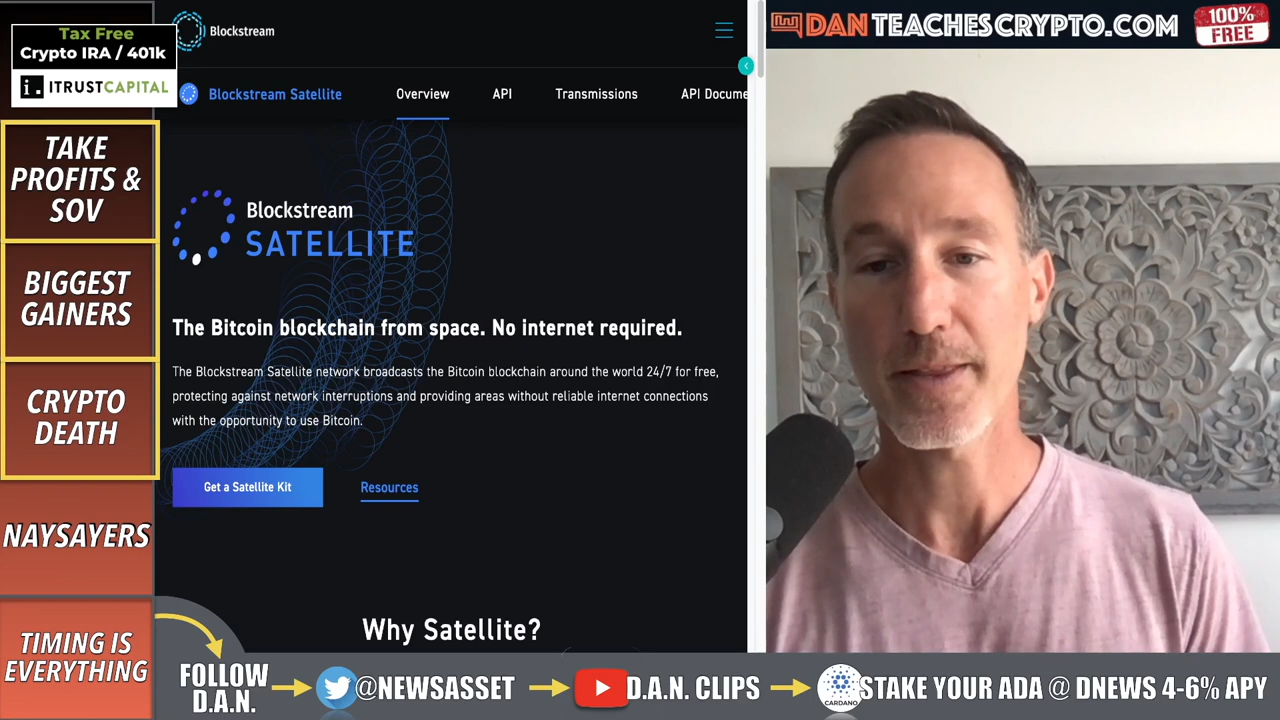 Tax Free
Crypto IRA / 401k
ITRUSTCAPITAL
TAKE
PROFITS &
SOV
BIGGEST
GAINERS
CRYPTO
DEATH
NAYSAYERS
TIMING IS
EVERYTHING
Blockstream
Blockstream Satellite
Overview
API
Transmissions
API Docume
Blockstream
SATELLITE
The Bitcoin blockchain from space. No internet required.
The Blockstream Satellite network broadcasts the Bitcoin blockchain around the world 24/7 for free,
protecting against network interruptions and providing areas without reliable internet connections
with the opportunity to use Bitcoin.
Get a Satellite Kit
Resources
Why Satellite?
DAN TEACHESCRYPTO.COM
100%
FREE
FOLLOW
D.A.N.
@NEWSASSET
D.A.N. CLIPS
CARDANO
STAKE YOUR ADA @ DNEWS 4-6% APY